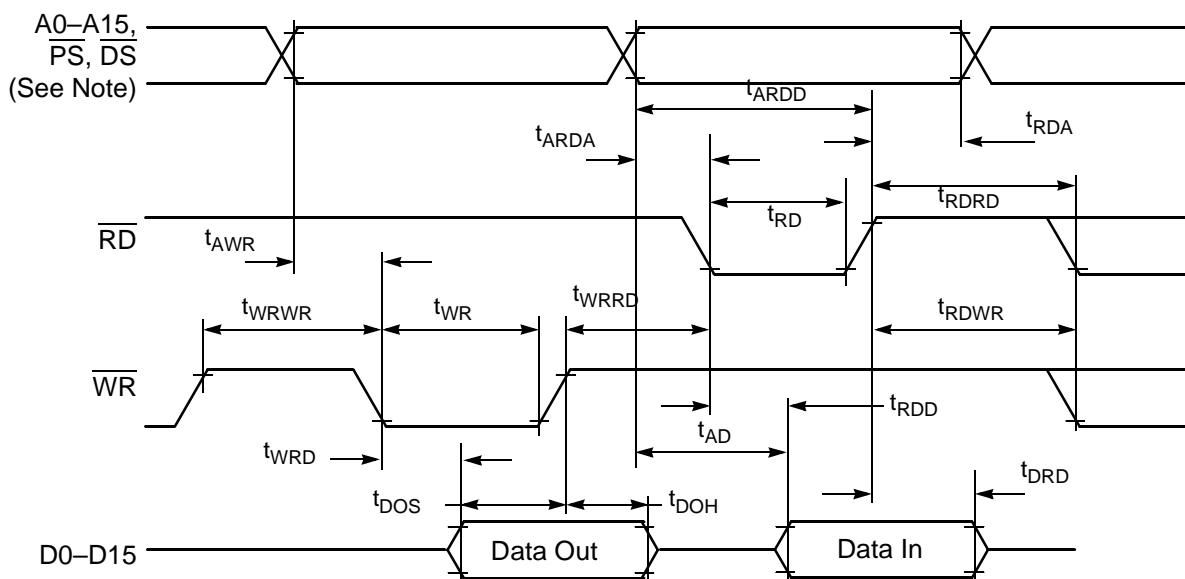 A0–A15,
PS, DS
(See Note)
tARDD
tARDA
tRDA
tRDRD
tRD
RD
tAWR
tWRWR
tWR
tWRRD
tRDWR
WR
tRDD
tAD
tWRD
tDRD
tDOS
tDOH
D0–D15
Data Out
Data In